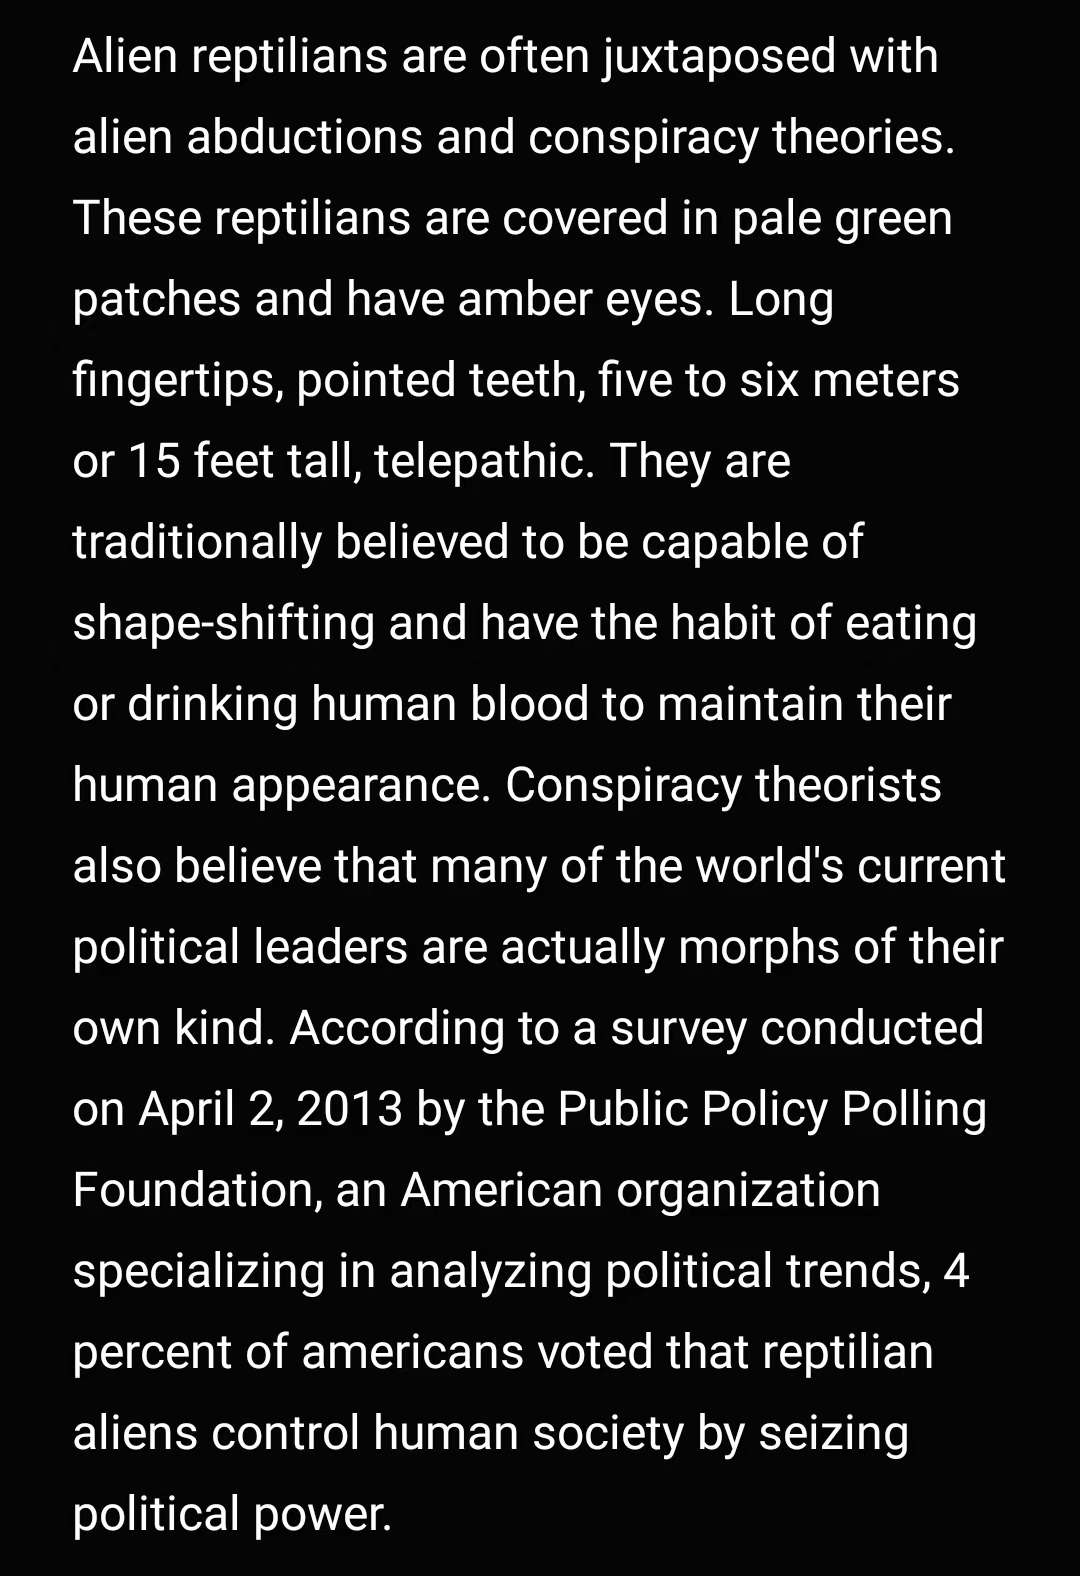 Alien reptilians are often juxtaposed with
alien abductions and conspiracy theories.
These reptilians are covered in pale green
patches and have amber eyes. Long
fingertips, pointed teeth, five to six meters
or 15 feet tall, telepathic. They are
traditionally believed to be capable of
shape-shifting and have the habit of eating
or drinking human blood to maintain their
human appearance. Conspiracy theorists
also believe that many of the world's current
political leaders are actually morphs of their
own kind. According to a survey conducted
on April 2, 2013 by the Public Policy Polling
Foundation, an American organization
specializing in analyzing political trends, 4
percent of americans voted that reptilian
aliens control human society by seizing
political power.